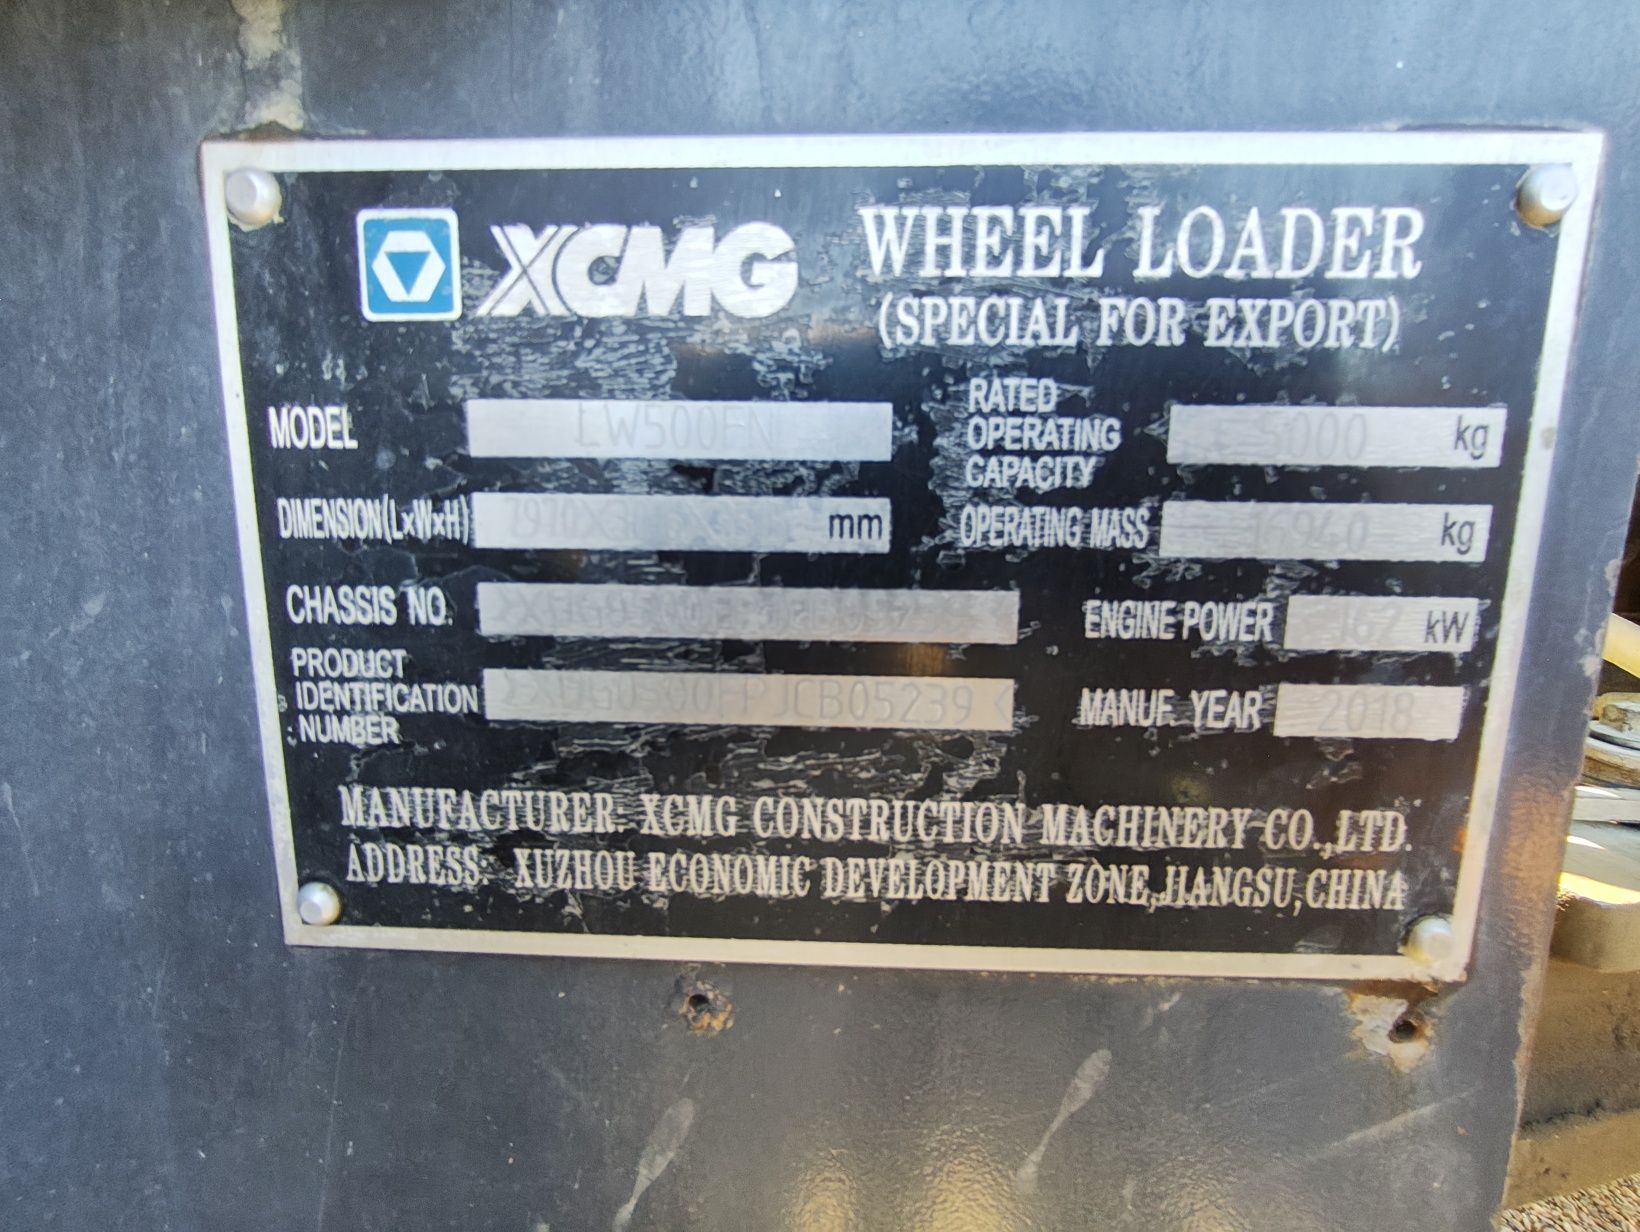 XCMG WHEEL LOADER
(SPECIAL FOR EXPORT)
MODEL LW500FN
RATED OPERATING CAPACITY 5000 kg
DIMENSION(L×W×H) mm
OPERATING MASS 16940 kg
CHASSIS NO.
ENGINE POWER 162 kW
PRODUCT IDENTIFICATION NUMBER
MANUF. YEAR 2018
MANUFACTURER: XCMG CONSTRUCTION MACHINERY CO.,LTD.
ADDRESS: XUZHOU ECONOMIC DEVELOPMENT ZONE,JIANGSU,CHINA